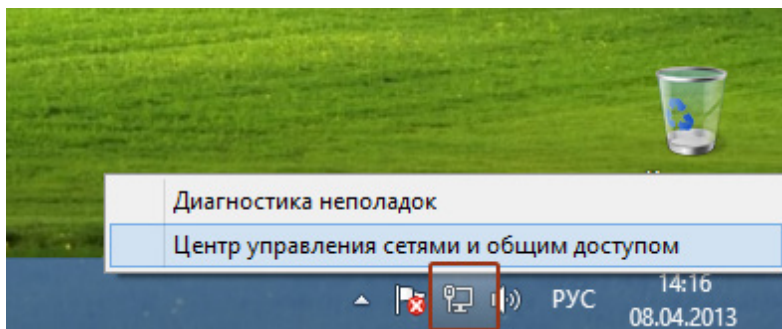 Диагностика неполадок
Центр управления сетями и общим доступом
РУС
14:16
08.04.2013